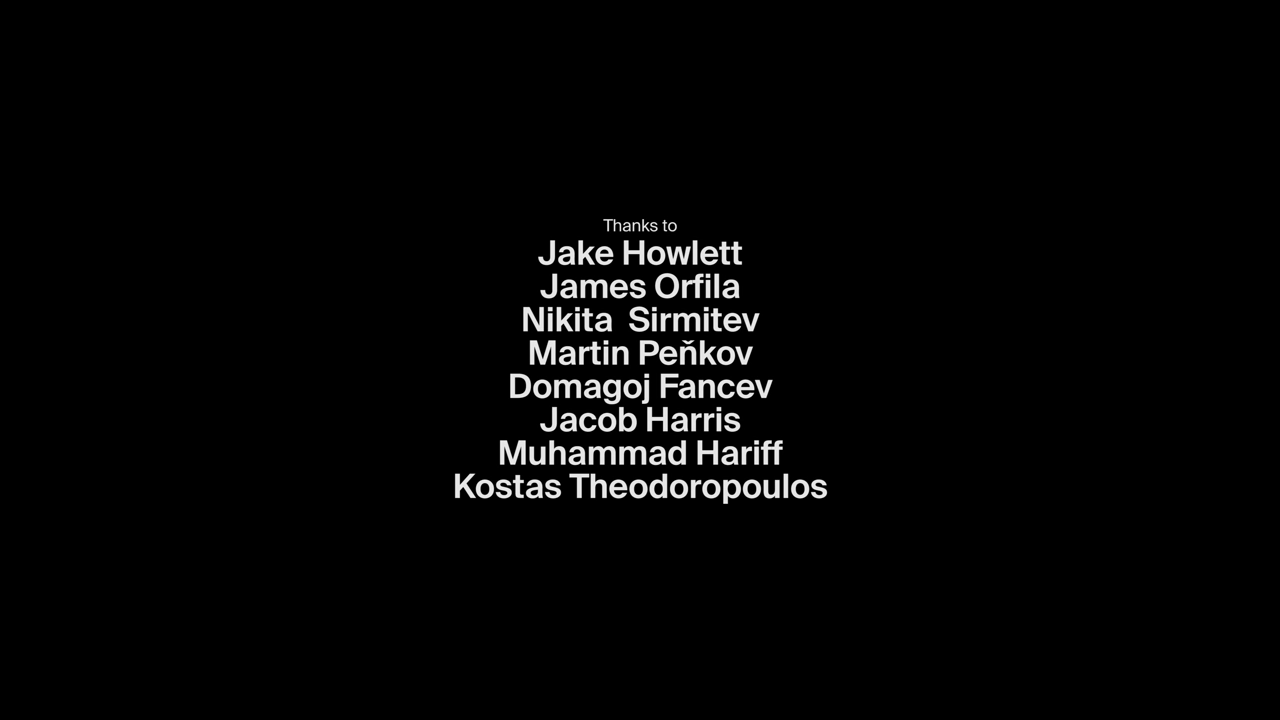 Thanks to
Jake Howlett
James Orfila
Nikita  Sirmitev
Martin Peňkov
Domagoj Fancev
Jacob Harris
Muhammad Hariff
Kostas Theodoropoulos